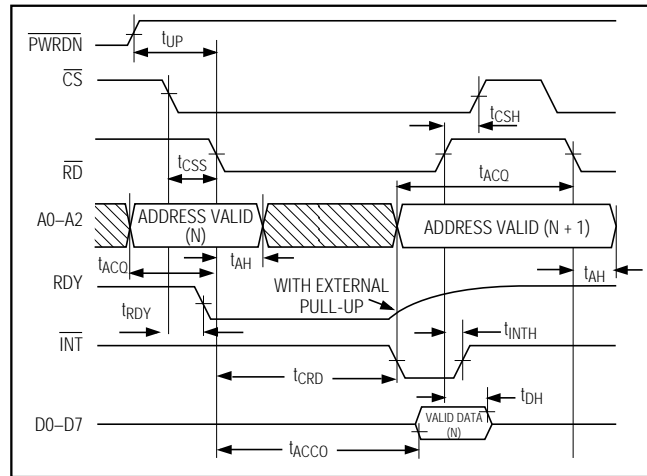 PWRDN
tUP
CS
tCSH
tCSS
RD
tACQ
A0–A2
ADDRESS VALID
(N)
ADDRESS VALID (N + 1)
tACQ
tAH
tAH
RDY
WITH EXTERNAL
PULL-UP
tRDY
tINTH
INT
tCRD
tDH
D0–D7
VALID DATA
(N)
tACCO